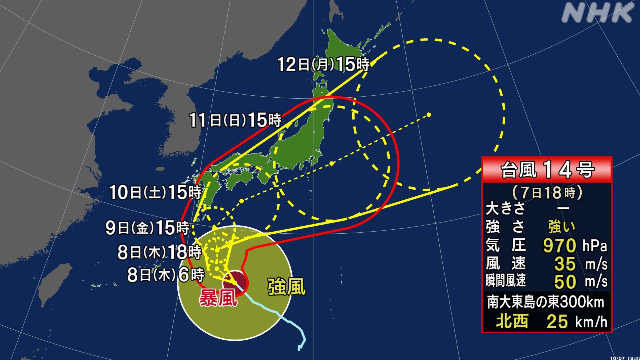 NHK
12日(月)15時
11日(日)15時
10日(土)15時
9日(金)15時
8日(木)18時
8日(木)6時
暴風
強風
台風14号
(7日18時)
大きさ ー
強さ 強い
気圧 970 hPa
風速 35 m/s
瞬間風速 50 m/s
南大東島の東300km
北西 25 km/h